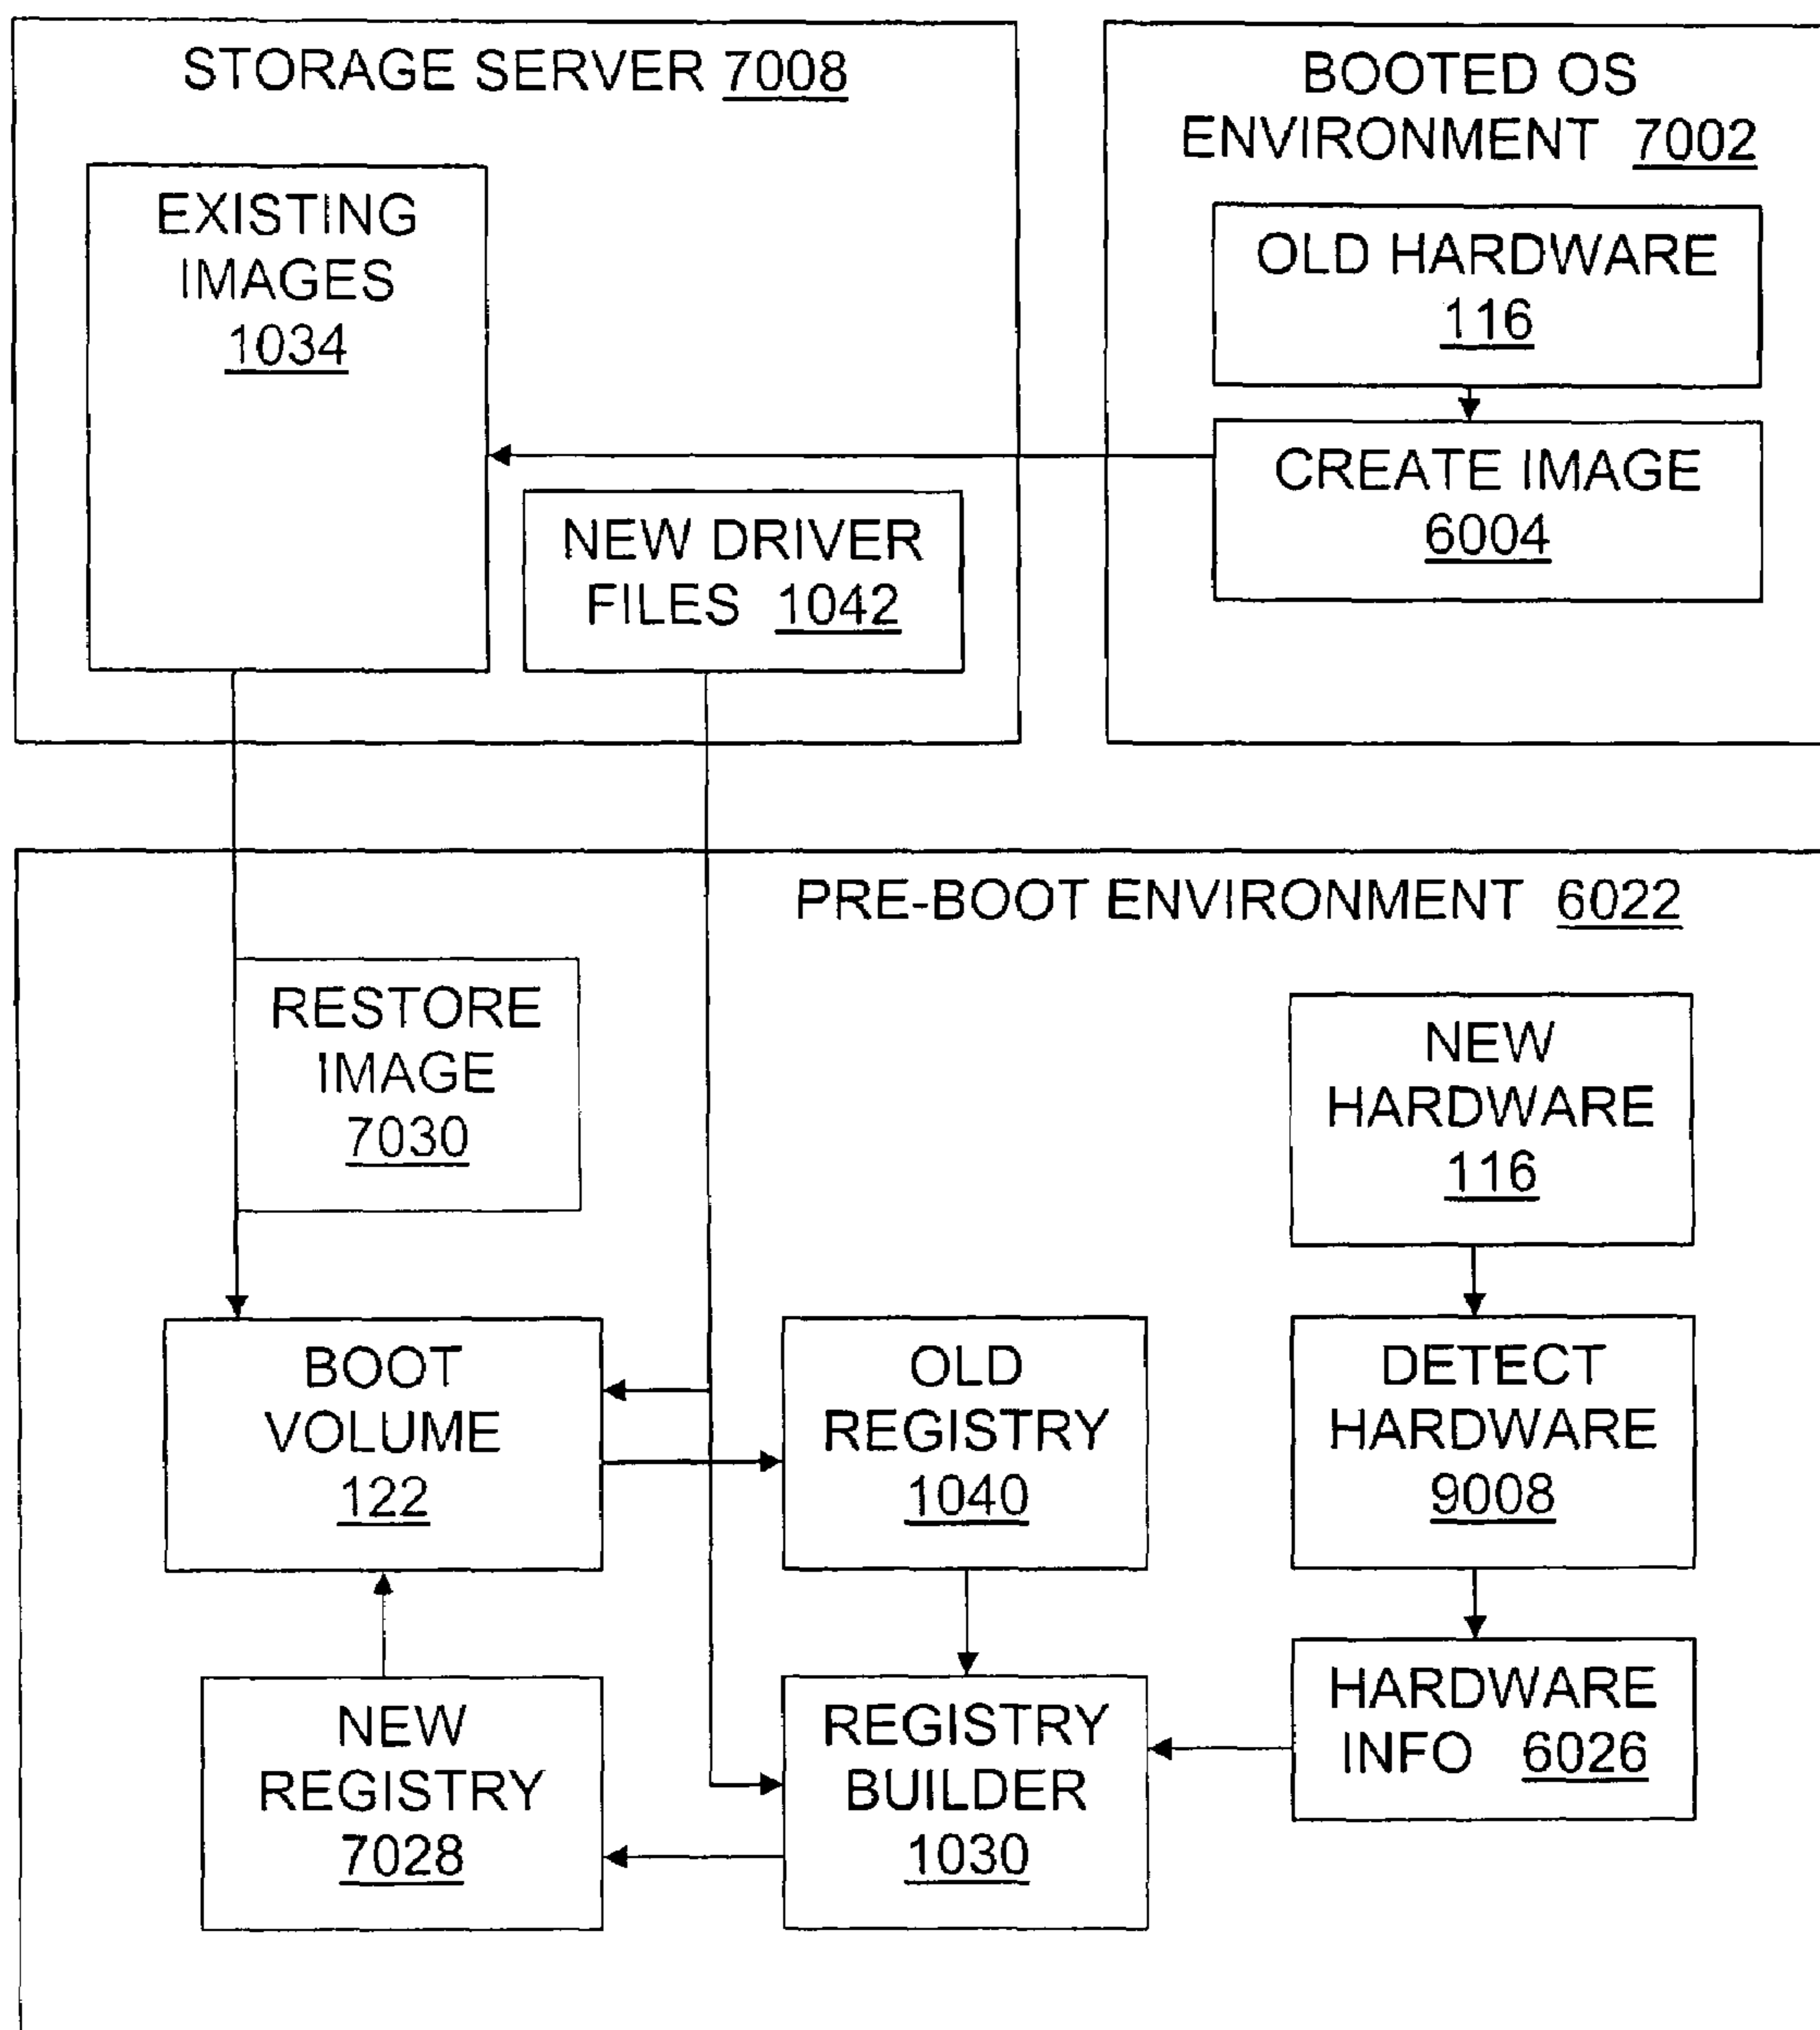 STORAGE SERVER 7008
EXISTING
IMAGES
1034
NEW DRIVER
FILES 1042
BOOTED OS
ENVIRONMENT 7002
OLD HARDWARE
116
CREATE IMAGE
6004
PRE-BOOT ENVIRONMENT 6022
RESTORE
IMAGE
7030
NEW
HARDWARE
116
BOOT
VOLUME
122
OLD
REGISTRY
1040
DETECT
HARDWARE
9008
NEW
REGISTRY
7028
REGISTRY
BUILDER
1030
HARDWARE
INFO 6026